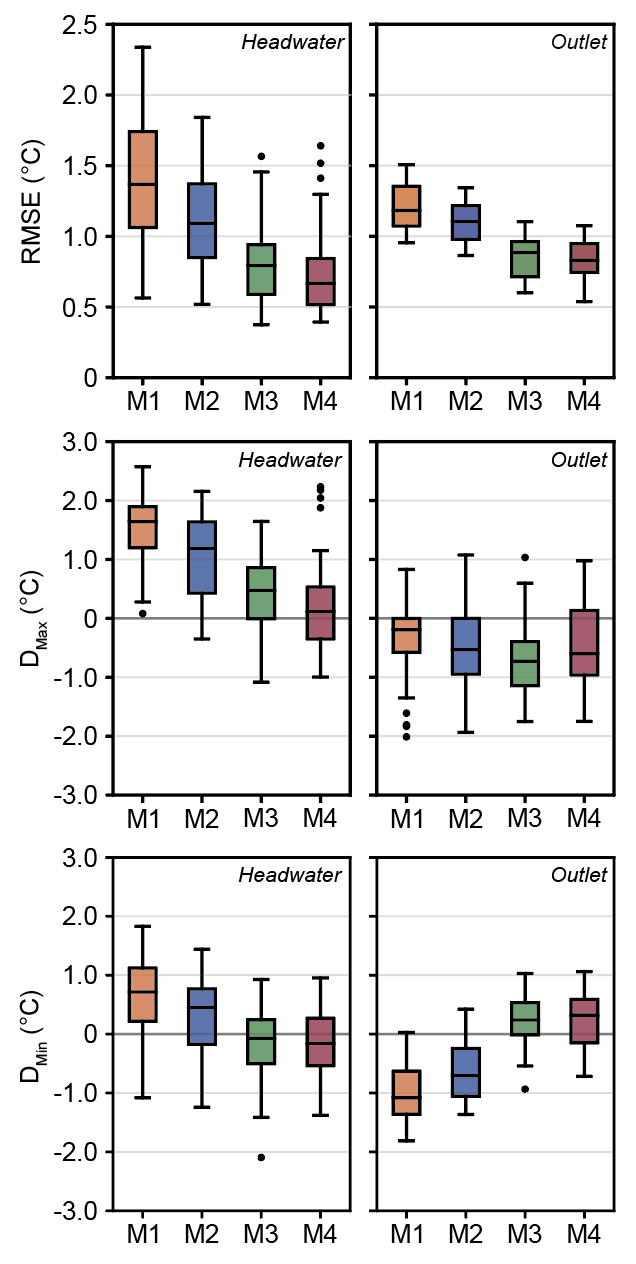 RMSE (°C)
2.5
2.0
1.5
1.0
0.5
0
Headwater
Outlet
M1 M2 M3 M4 M1 M2 M3 M4
DMax (°C)
3.0
2.0
1.0
0
-1.0
-2.0
-3.0
Headwater
Outlet
M1 M2 M3 M4 M1 M2 M3 M4
DMin (°C)
3.0
2.0
1.0
0
-1.0
-2.0
-3.0
Headwater
Outlet
M1 M2 M3 M4 M1 M2 M3 M4